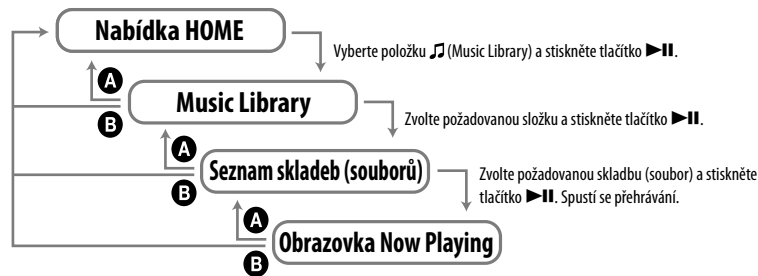 Nabídka HOME
Vyberte položku ♫ (Music Library) a stiskněte tlačítko ►II.
A
Music Library
B
Zvolte požadovanou složku a stiskněte tlačítko ►II.
A
Seznam skladeb (souborů)
B
Zvolte požadovanou skladbu (soubor) a stiskněte
tlačítko ►II. Spustí se přehrávání.
A
Obrazovka Now Playing
B